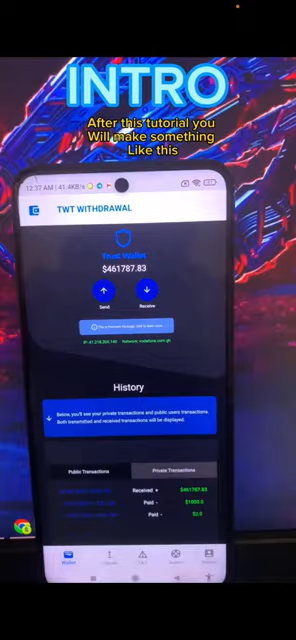 INTRO
After this tutorial you
Will make something
Like this
12:37 AM | 41.4KB/s
TWT WITHDRAWAL
Trust Wallet
$461787.83
Send
Receive
History
Below, you'll see your private transactions and public users transactions.
Both transmitted and received transactions will be displayed.
Public Transactions
Private Transactions
Received +
$461787.83
Paid -
$1000.0
Paid -
$2.0
Wallet